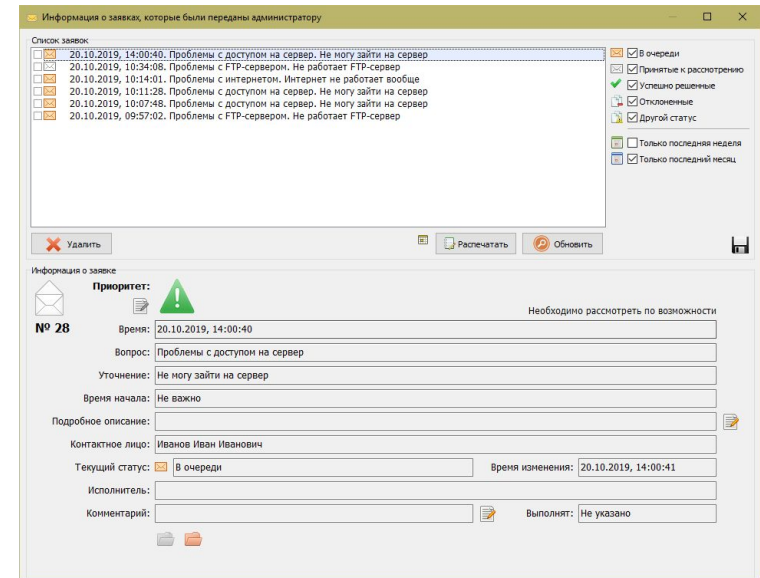 Информация о заявках, которые были переданы администратору
Список заявок
20.10.2019, 14:00:40. Проблемы с доступом на сервер. Не могу зайти на сервер
20.10.2019, 10:34:08. Проблемы с FTP-сервером. Не работает FTP-сервер
20.10.2019, 10:14:01. Проблемы с интернетом. Интернет не работает вообще
20.10.2019, 10:11:28. Проблемы с доступом на сервер. Не могу зайти на сервер
20.10.2019, 10:07:48. Проблемы с доступом на сервер. Не могу зайти на сервер
20.10.2019, 09:57:02. Проблемы с FTP-сервером. Не работает FTP-сервер
В очереди
Принятые к рассмотрению
Успешно решенные
Отклоненные
Другой статус
Только последняя неделя
Только последний месяц
Удалить
Распечатать
Обновить
Информация о заявке
Приоритет:
Необходимо рассмотреть по возможности
№ 28
Время: 20.10.2019, 14:00:40
Вопрос: Проблемы с доступом на сервер
Уточнение: Не могу зайти на сервер
Время начала: Не важно
Подробное описание:
Контактное лицо: Иванов Иван Иванович
Текущий статус: В очереди Время изменения: 20.10.2019, 14:00:41
Исполнитель:
Комментарий: Выполнят: Не указано